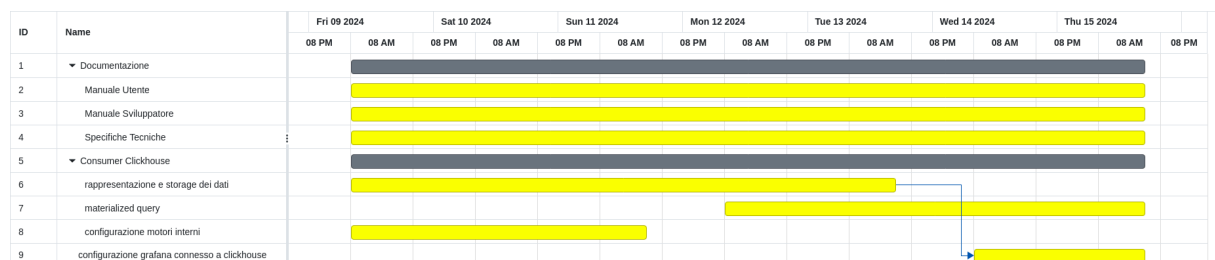 ID Name Fri 09 2024 Sat 10 2024 Sun 11 2024 Mon 12 2024 Tue 13 2024 Wed 14 2024 Thu 15 2024
08 PM 08 AM 08 PM 08 AM 08 PM 08 AM 08 PM 08 AM 08 PM 08 AM 08 PM 08 AM 08 PM 08 AM 08 PM
1 Documentazione
2 Manuale Utente
3 Manuale Sviluppatore
4 Specifiche Tecniche
5 Consumer Clickhouse
6 rappresentazione e storage dei dati
7 materialized query
8 configurazione motori interni
9 configurazione grafana connesso a clickhouse